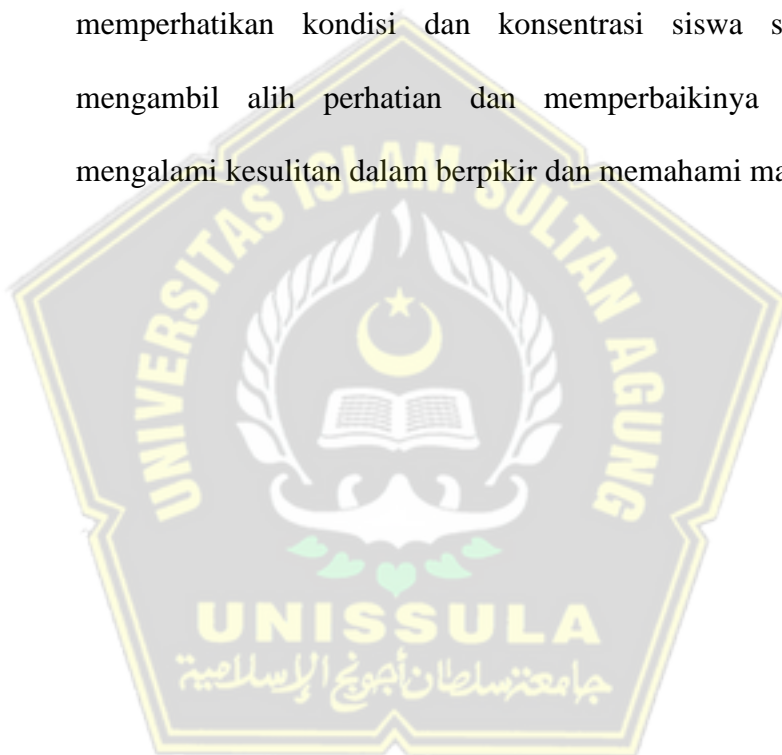 memperhatikan kondisi dan konsentrasi siswa
mengambil alih perhatian dan memperbaikinya
mengalami kesulitan dalam berpikir dan memahami
UNIVERSITAS ISLAM SULTAN AGUNG
UNISSULA
جامعة سلطان أجونج الإسلامية